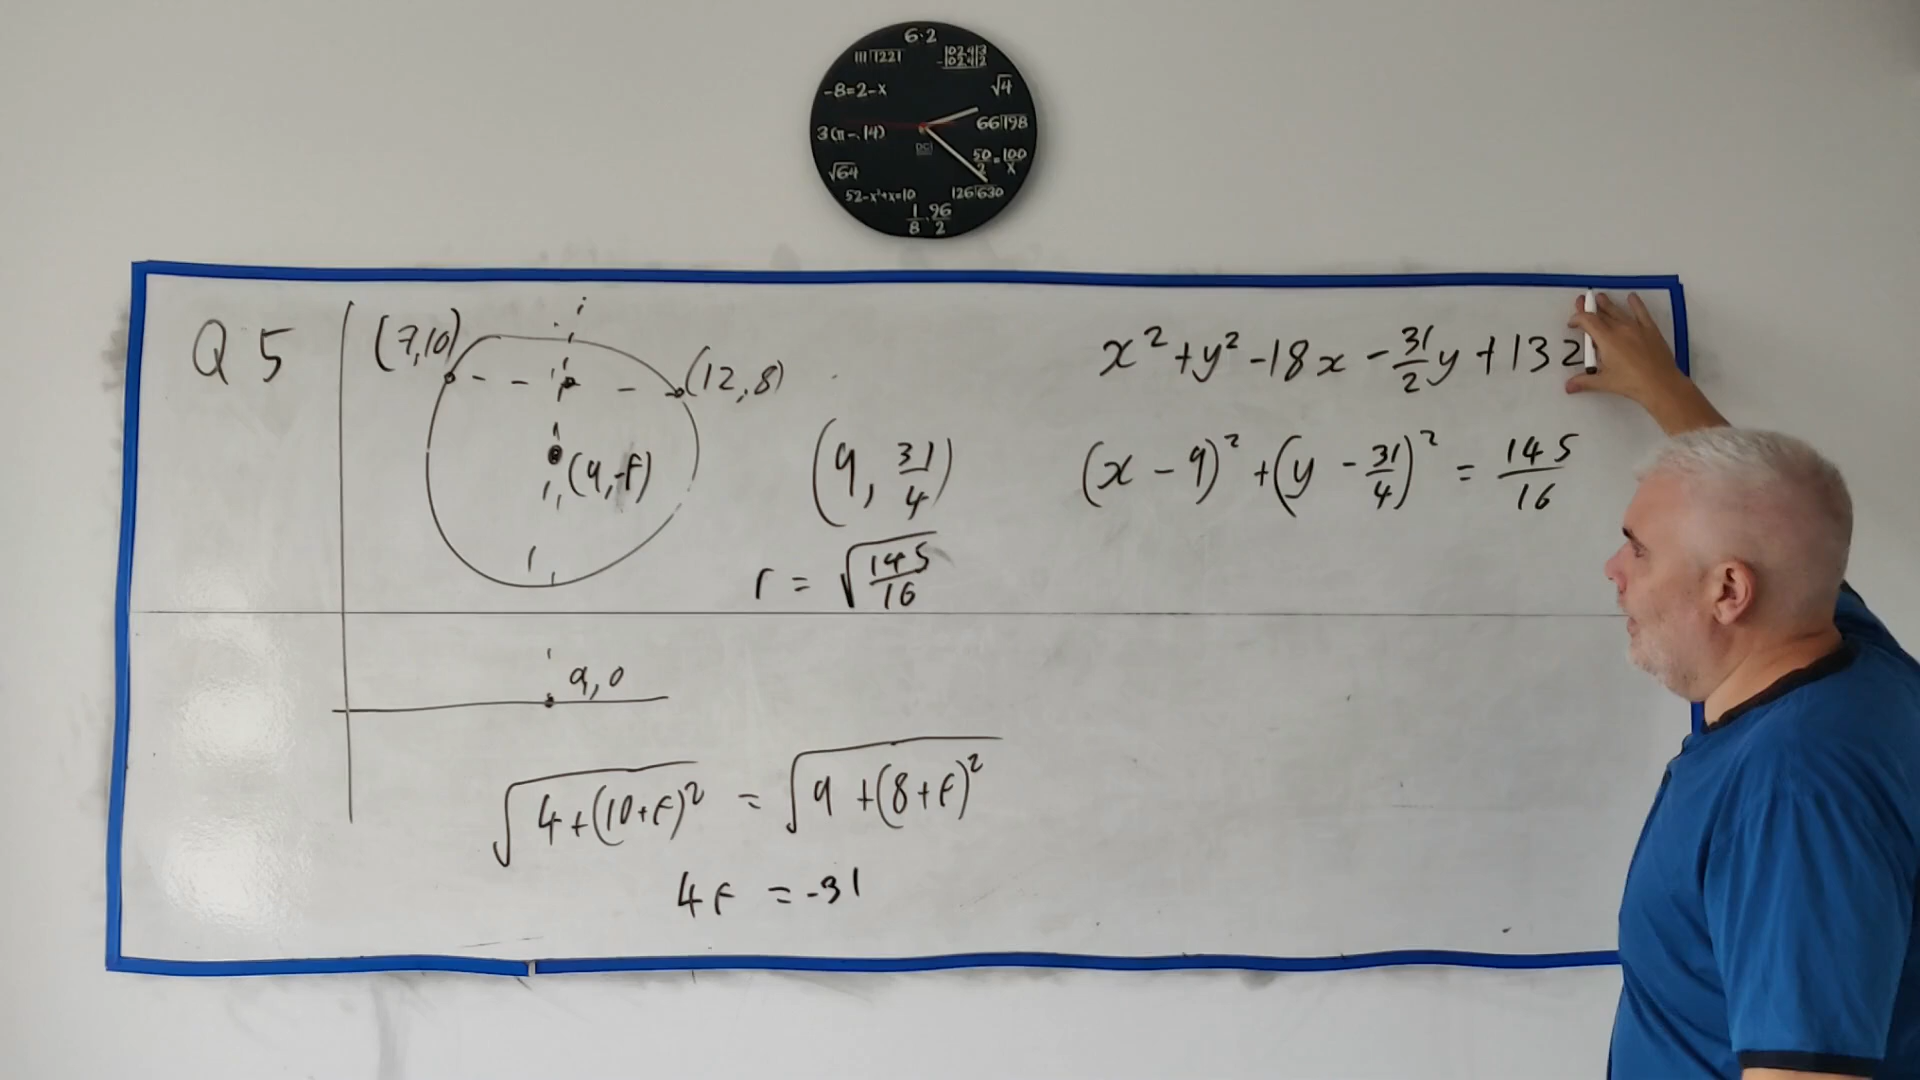 6·2
111|1221
102413
-102412
-8=2-x
√4
3(π-.14)
66|198
DCI
50/2=100/x
√64
52-x²+x=10
126|630
1/8·96/2
Q 5
(7,10)
(12,8)
(9,-f)
9,0
(9, 31/4)
r = √(145/16)
x² + y² - 18x - 31/2 y + 132
(x - 9)² + (y - 31/4)² = 145/16
√(4+(10+f)²) = √(9+(8+f)²)
4f = -31